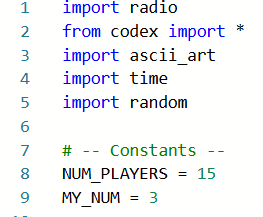 1 import radio
2 from codex import *
3 import ascii_art
4 import time
5 import random
6
7 # -- Constants --
8 NUM_PLAYERS = 15
9 MY_NUM = 3